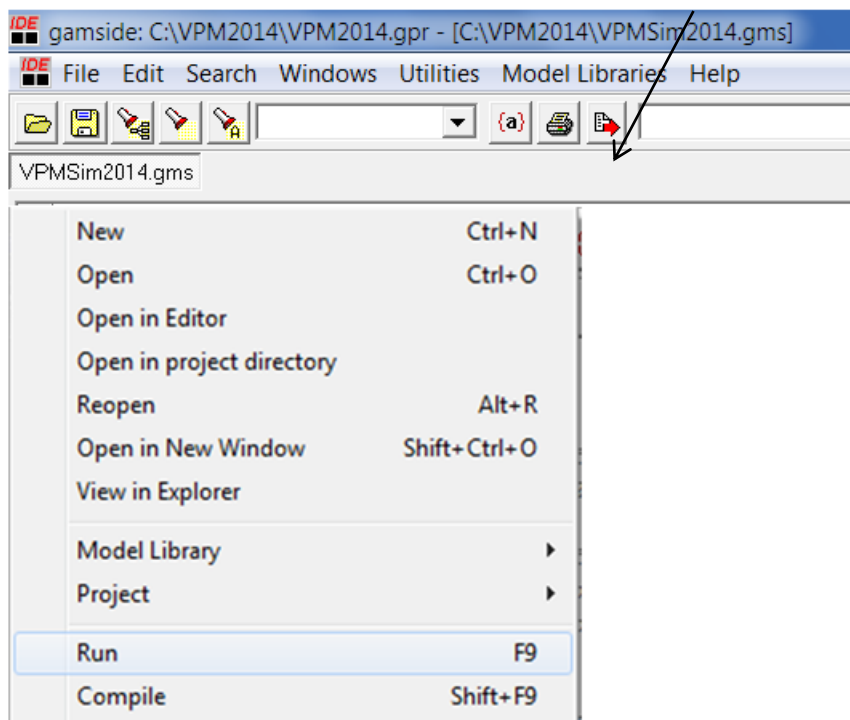 IDE gamside: C:\VPM2014\VPM2014.gpr - [C:\VPM2014\VPMSim2014.gms]
IDE File Edit Search Windows Utilities Model Libraries Help
A {a}
VPMSim2014.gms
New Ctrl+N
Open Ctrl+O
Open in Editor
Open in project directory
Reopen Alt+R
Open in New Window Shift+Ctrl+O
View in Explorer
Model Library
Project
Run F9
Compile Shift+F9